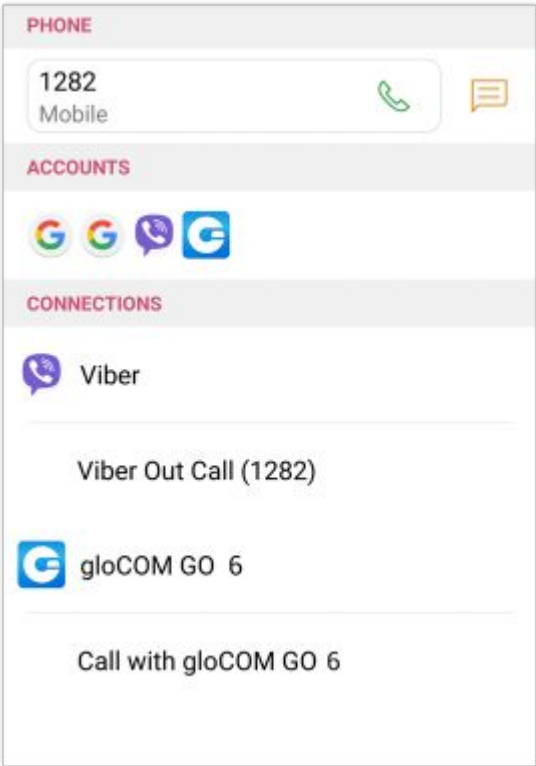 PHONE
1282
Mobile
ACCOUNTS
CONNECTIONS
Viber
Viber Out Call (1282)
gloCOM GO 6
Call with gloCOM GO 6